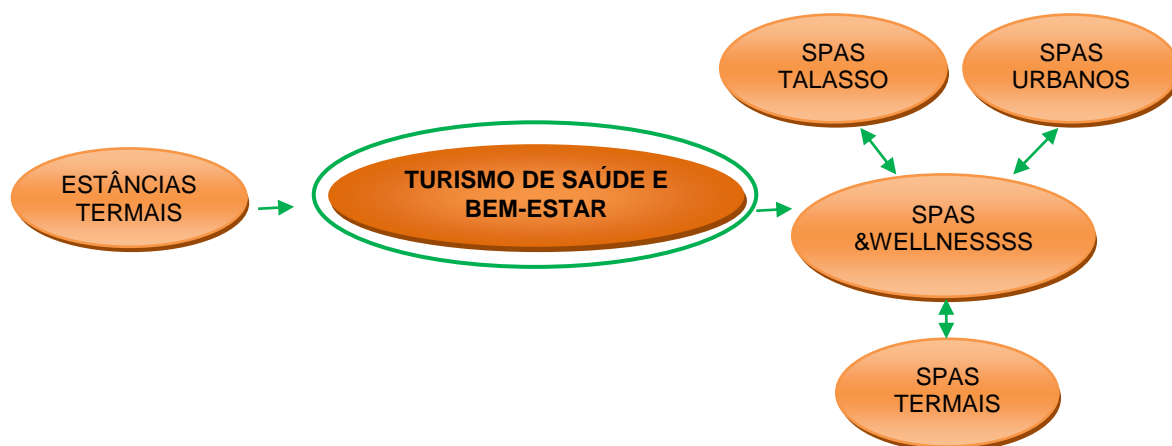 ESTÂNCIAS
TERMAIS
TURISMO DE SAÚDE E
BEM-ESTAR
SPAS
TALASSO
SPAS
URBANOS
SPAS
&WELLNESSSS
SPAS
TERMAIS